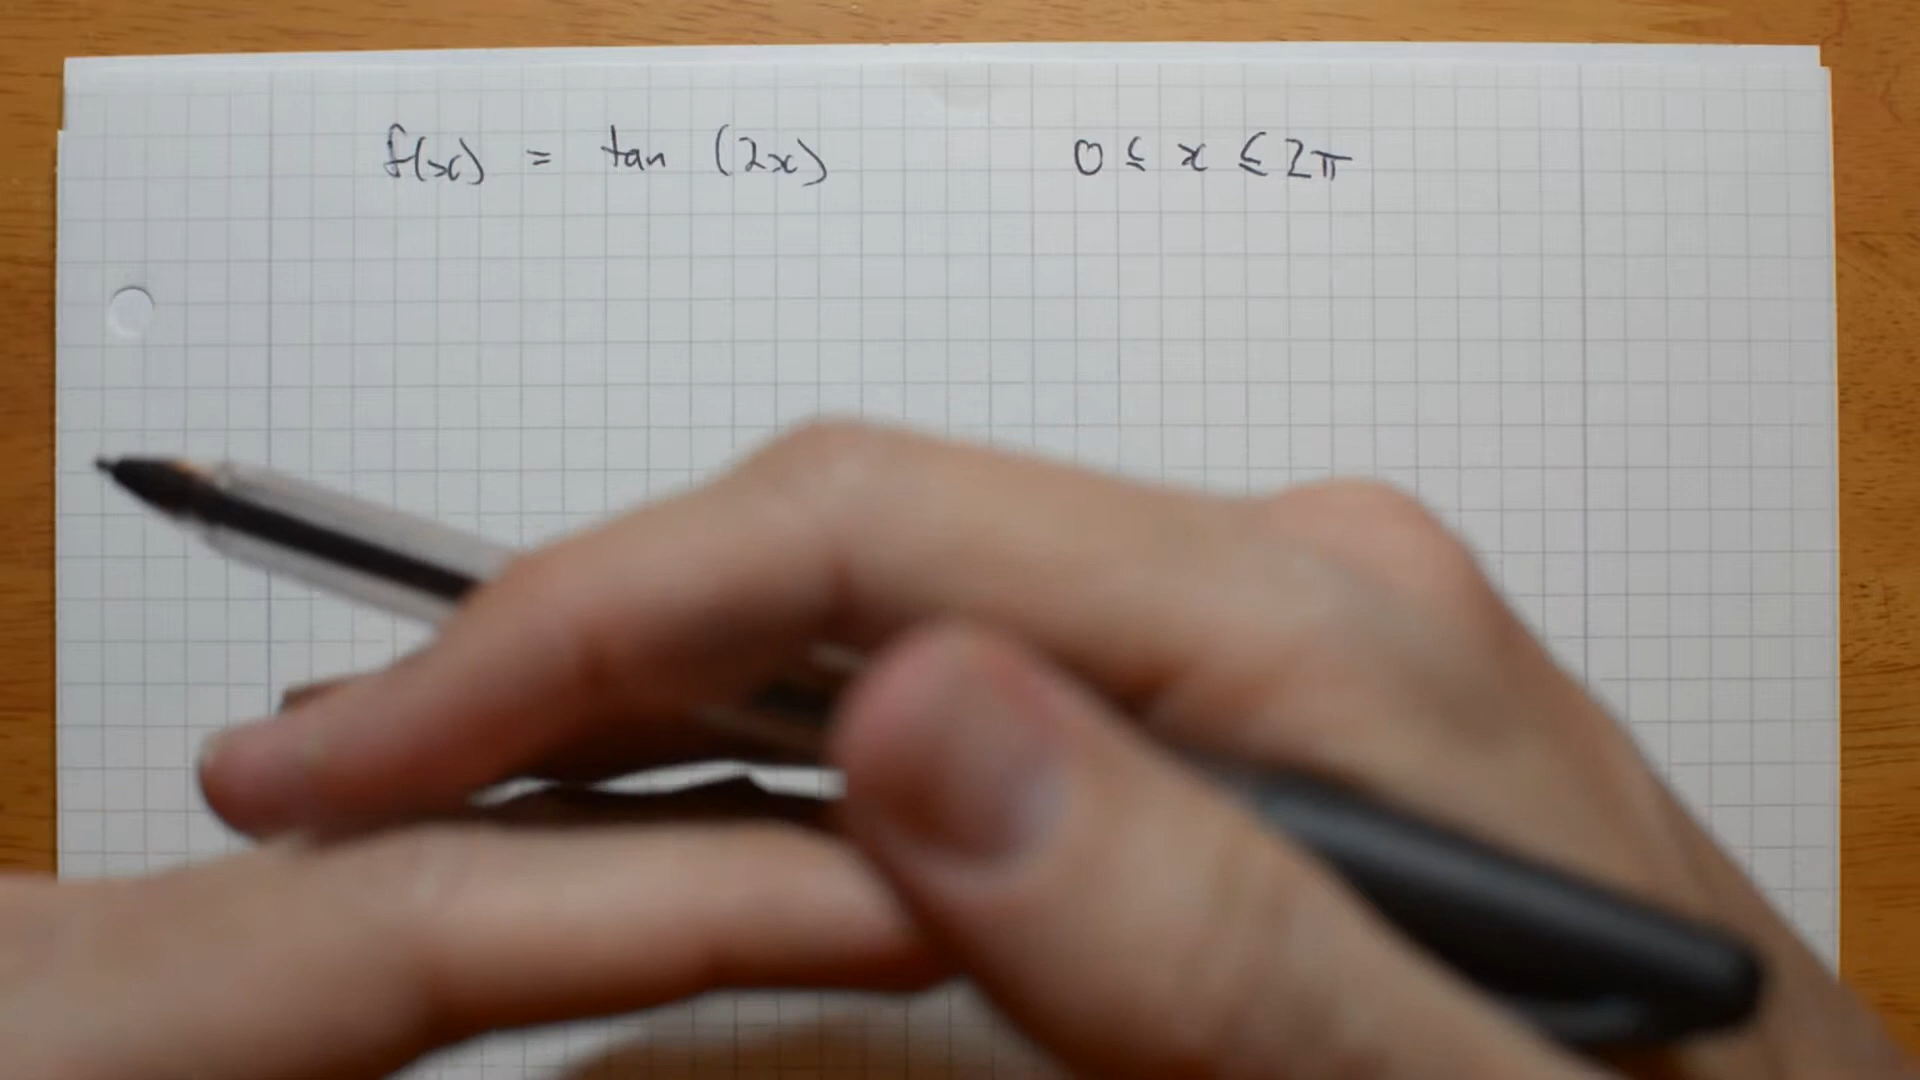 f(x) = tan (2x) 0 ≤ x ≤ 2π